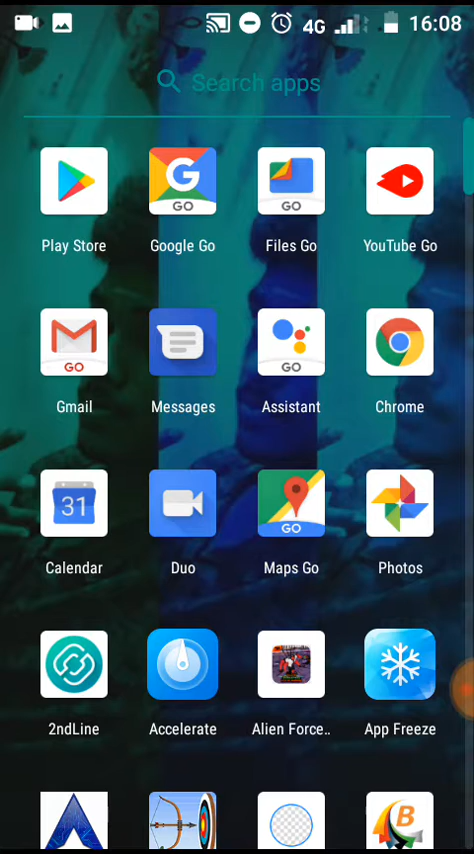 4G 16:08
Search apps
G
GO GO
Play Store Google Go Files Go YouTube Go
GO GO
Gmail Messages Assistant Chrome
31 GO
Calendar Duo Maps Go Photos
2ndLine Accelerate Alien Force.. App Freeze
B